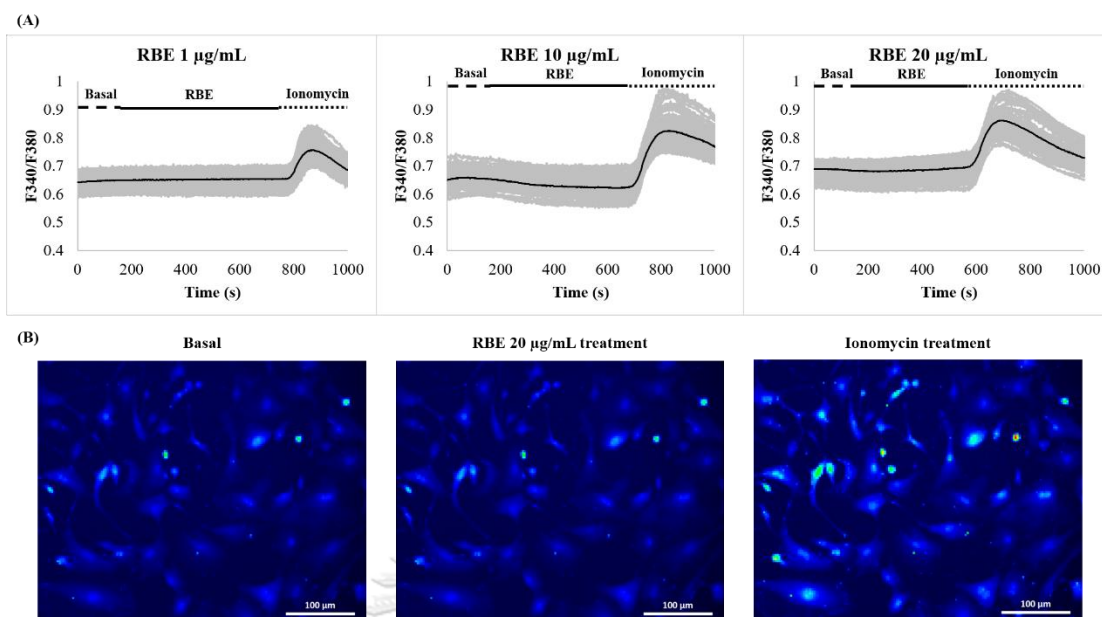 (A)
RBE 1 µg/mL
RBE 10 µg/mL
RBE 20 µg/mL
Basal
RBE
Ionomycin
1
0.9
0.8
0.7
0.6
0.5
0.4
F340/F380
0 200 400 600 800 1000
Time (s)
Basal
RBE
Ionomycin
1
0.9
0.8
0.7
0.6
0.5
0.4
F340/F380
0 200 400 600 800 1000
Time (s)
Basal
RBE
Ionomycin
1
0.9
0.8
0.7
0.6
0.5
0.4
F340/F380
0 200 400 600 800 1000
Time (s)
(B)
Basal
RBE 20 µg/mL treatment
Ionomycin treatment
100 µm
100 µm
100 µm